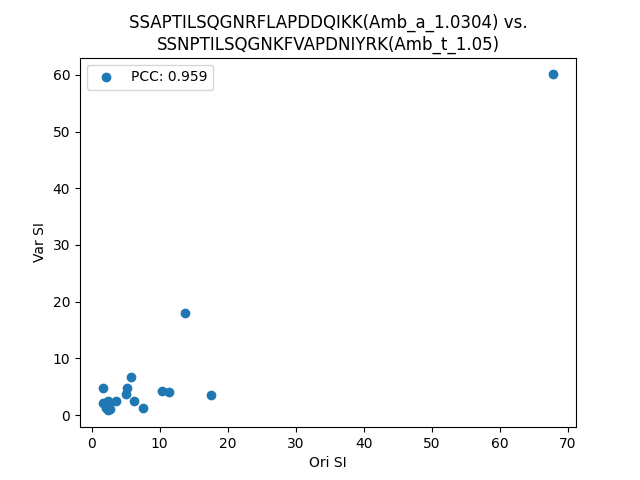 SSAPTILSQGNRFLAPDDQIKK(Amb_a_1.0304) vs.
SSNPTILSQGNKFVAPDNIYRK(Amb_t_1.05)
PCC: 0.959
60
50
40
30
20
10
0
Var SI
0 10 20 30 40 50 60 70
Ori SI